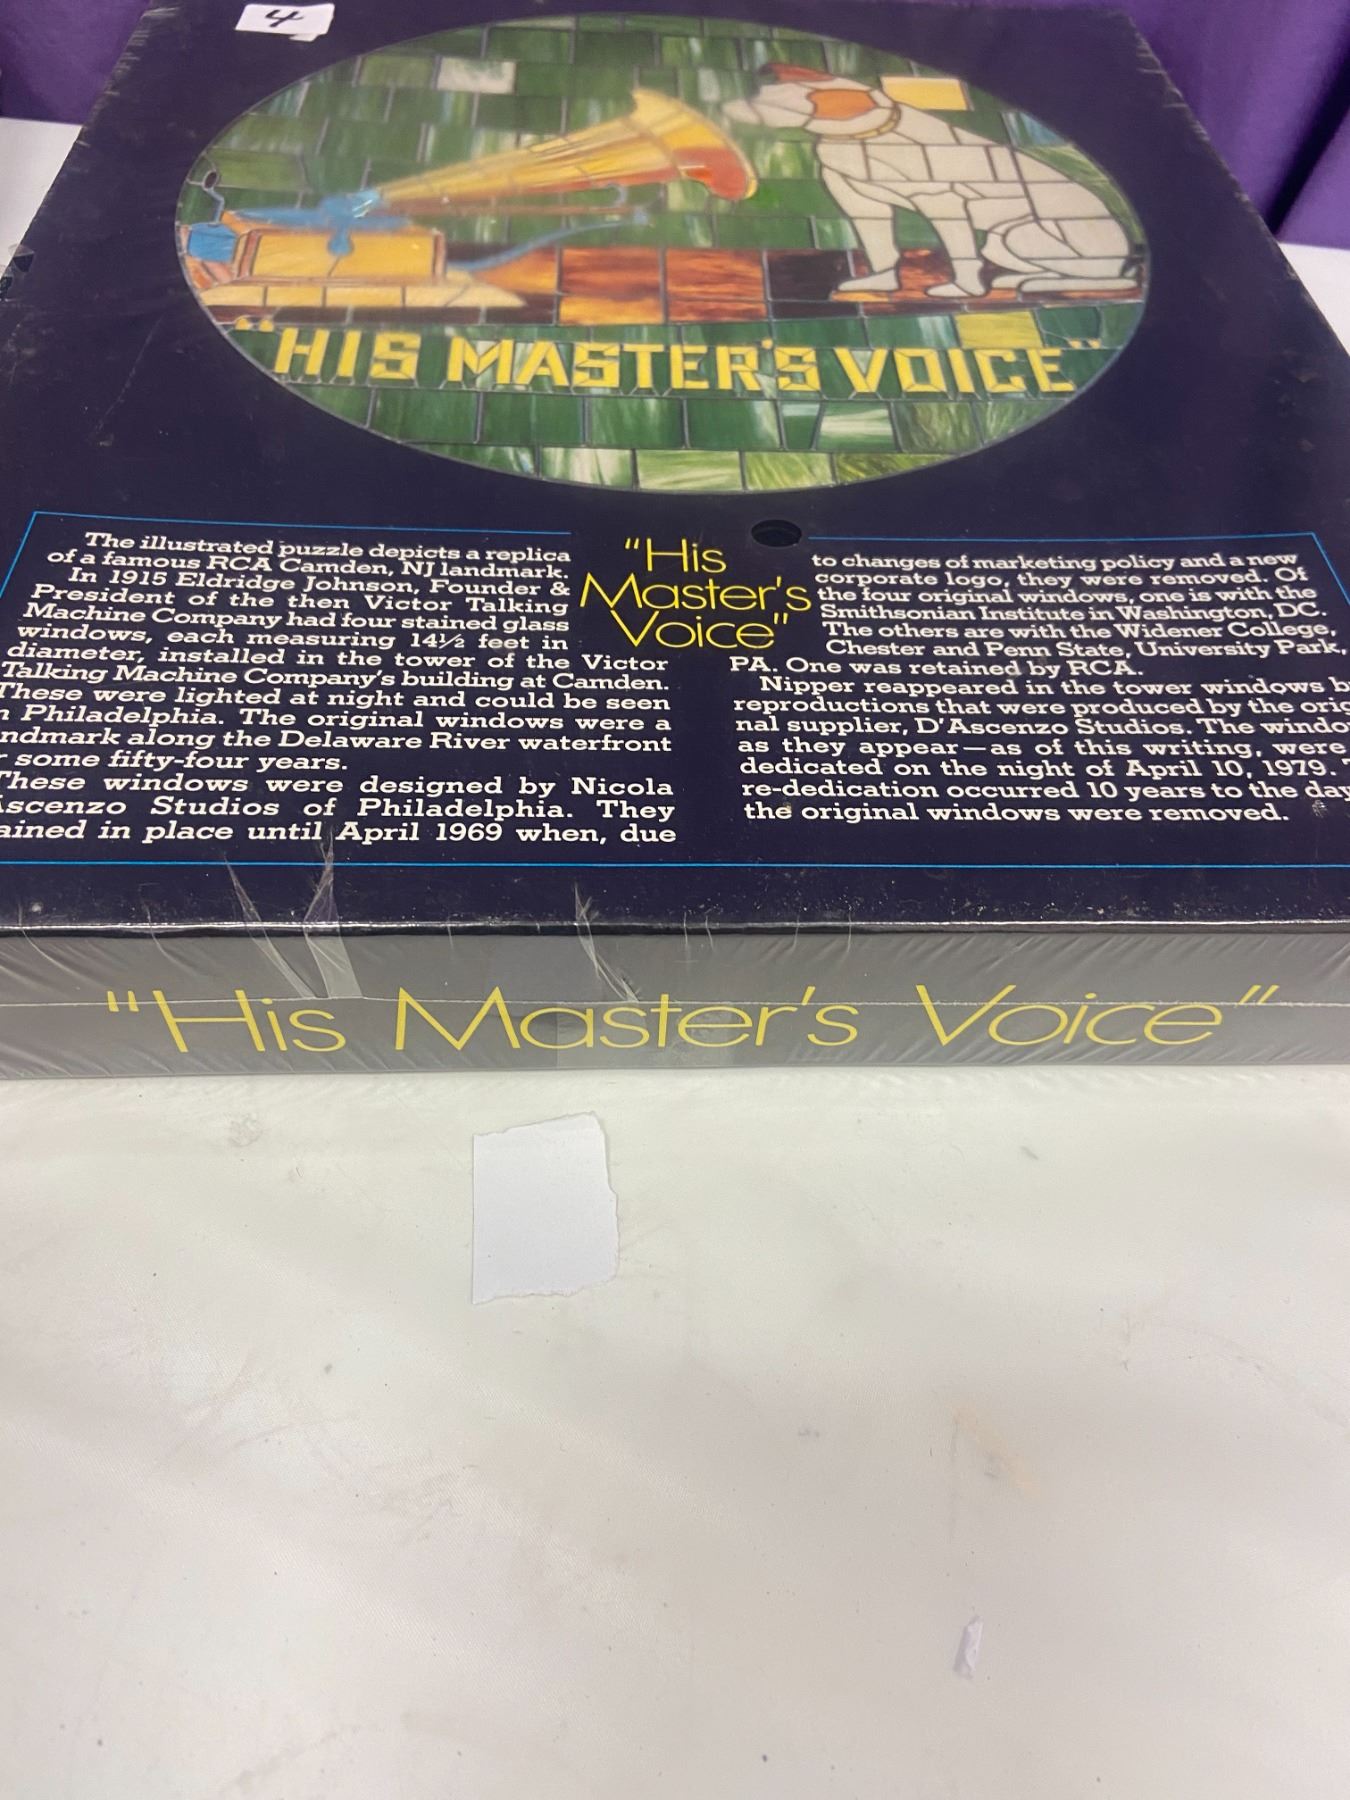 4
"HIS MASTER'S VOICE"
The illustrated puzzle depicts a replica
of a famous RCA Camden, NJ landmark.
In 1915 Eldridge Johnson, Founder &
President of the then Victor Talking
Machine Company had four stained glass
windows, each measuring 14½ feet in
diameter, installed in the tower of the Victor
Talking Machine Company's building at Camden.
These were lighted at night and could be seen
n Philadelphia. The original windows were a
ndmark along the Delaware River waterfront
r some fifty-four years.
These windows were designed by Nicola
Ascenzo Studios of Philadelphia. They
ained in place until April 1969 when, due
"His
Master's
Voice"
to changes of marketing policy and a new
corporate logo, they were removed. Of
the four original windows, one is with the
Smithsonian Institute in Washington, DC.
The others are with the Widener College,
Chester and Penn State, University Park,
PA. One was retained by RCA.
Nipper reappeared in the tower windows b
reproductions that were produced by the orig
nal supplier, D'Ascenzo Studios. The windo
as they appear—as of this writing, were
dedicated on the night of April 10, 1979. T
re-dedication occurred 10 years to the day
the original windows were removed.
"His Master's Voice"